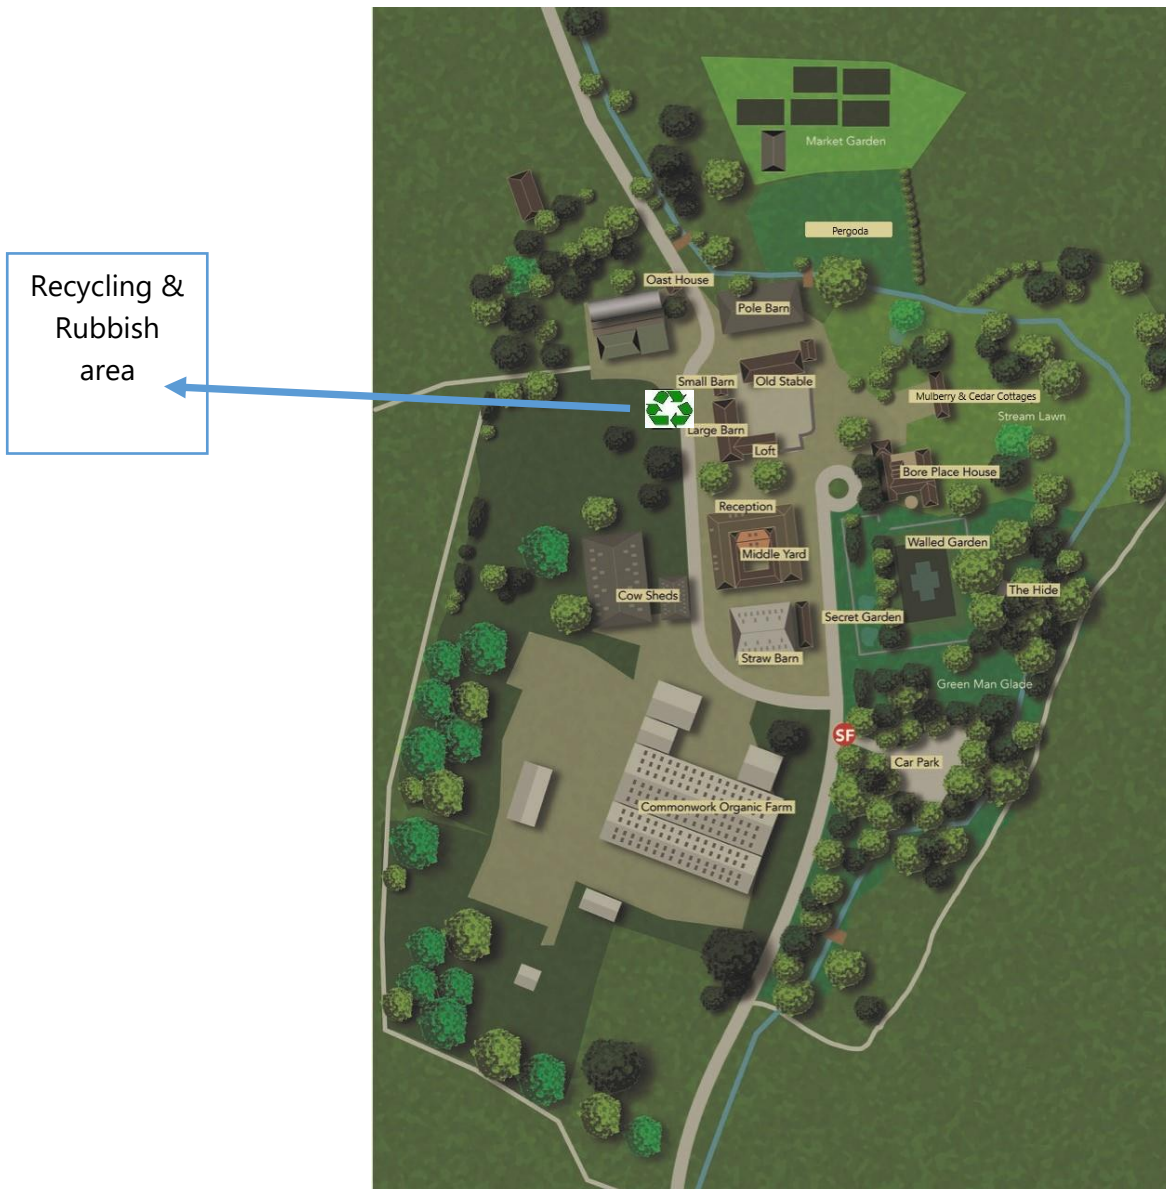 Market Garden
Pergoda
Recycling &
Rubbish
area
Oast House
Pole Barn
Small Barn
Old Stable
Mulberry & Cedar Cottages
Stream Lawn
Large Barn
Loft
Bore Place House
Reception
Walled Garden
Middle Yard
The Hide
Cow Sheds
Secret Garden
Straw Barn
Green Man Glade
SF
Car Park
Commonwork Organic Farm